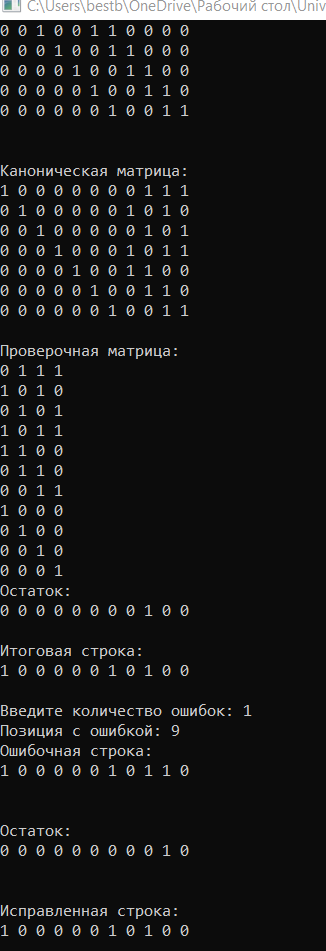 C:\Users\bestb\OneDrive\Рабочий стол\Univ
0 0 1 0 0 1 1 0 0 0 0
0 0 0 1 0 0 1 1 0 0 0
0 0 0 0 1 0 0 1 1 0 0
0 0 0 0 0 1 0 0 1 1 0
0 0 0 0 0 0 1 0 0 1 1
Каноническая матрица:
1 0 0 0 0 0 0 0 1 1 1
0 1 0 0 0 0 0 1 0 1 0
0 0 1 0 0 0 0 0 1 0 1
0 0 0 1 0 0 0 1 0 1 1
0 0 0 0 1 0 0 1 1 0 0
0 0 0 0 0 1 0 0 1 1 0
0 0 0 0 0 0 1 0 0 1 1
Проверочная матрица:
0 1 1 1
1 0 1 0
0 1 0 1
1 0 1 1
1 1 0 0
0 1 1 0
0 0 1 1
1 0 0 0
0 1 0 0
0 0 1 0
0 0 0 1
Остаток:
0 0 0 0 0 0 0 0 1 0 0
Итоговая строка:
1 0 0 0 0 0 1 0 1 0 0
Введите количество ошибок: 1
Позиция с ошибкой: 9
Ошибочная строка:
1 0 0 0 0 0 1 0 1 1 0
Остаток:
0 0 0 0 0 0 0 0 0 1 0
Исправленная строка:
1 0 0 0 0 0 1 0 1 0 0